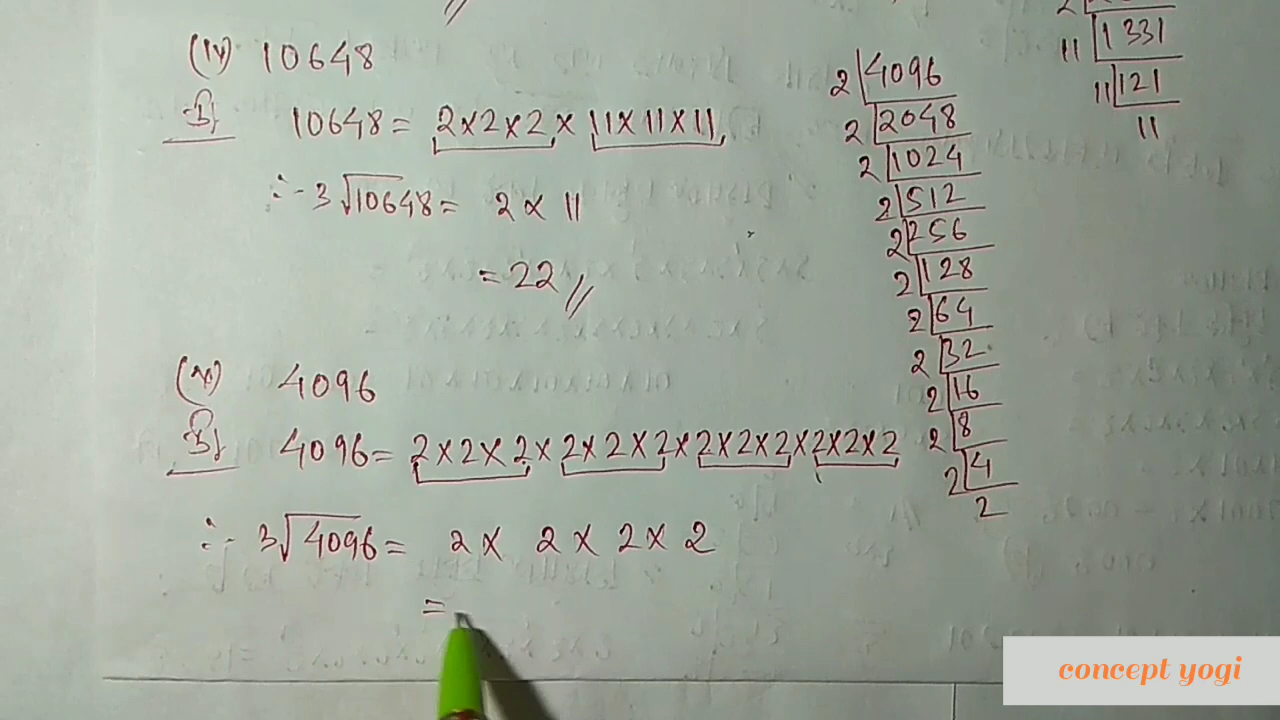 (iv) 10648
10648 = 2×2×2× 11×11×11
∴ 3√10648 = 2 × 11
= 22 //
(v) 4096
4096 = 2×2×2×2×2×2×2×2×2×2×2×2
∴ 3√4096 = 2 × 2 × 2 × 2
=
2 4096
2 2048
2 1024
2 512
2 256
2 128
2 64
2 32
2 16
2 8
2 4
2
2
11 1331
11 121
11
concept yogi